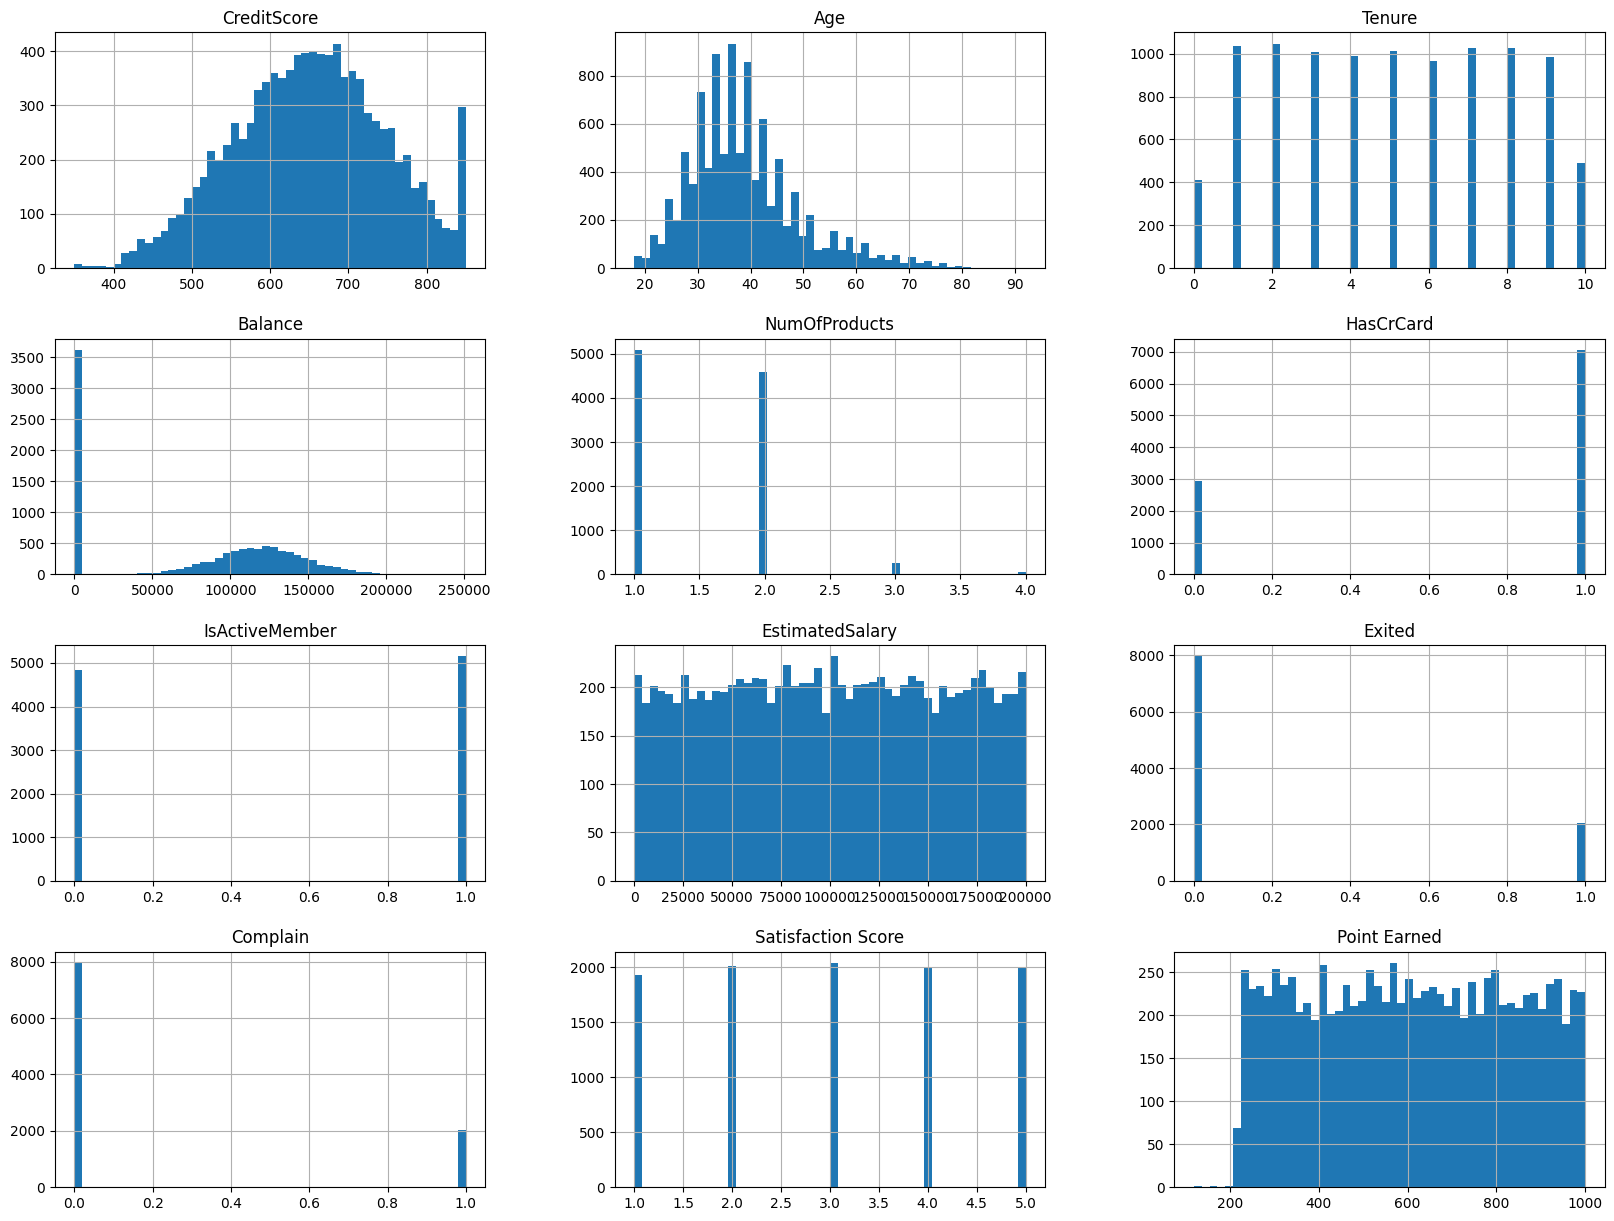 CreditScore
Age
Tenure
400
300
200
100
0
400 500 600 700 800
800
600
400
200
0
20 30 40 50 60 70 80 90
1000
800
600
400
200
0
0 2 4 6 8 10
Balance
NumOfProducts
HasCrCard
3500
3000
2500
2000
1500
1000
500
0
0 50000 100000 150000 200000 250000
5000
4000
3000
2000
1000
0
1.0 1.5 2.0 2.5 3.0 3.5 4.0
7000
6000
5000
4000
3000
2000
1000
0
0.0 0.2 0.4 0.6 0.8 1.0
IsActiveMember
EstimatedSalary
Exited
5000
4000
3000
2000
1000
0
0.0 0.2 0.4 0.6 0.8 1.0
200
150
100
50
0
0 25000 50000 75000 100000 125000 150000 175000 200000
8000
6000
4000
2000
0
0.0 0.2 0.4 0.6 0.8 1.0
Complain
Satisfaction Score
Point Earned
8000
6000
4000
2000
0
0.0 0.2 0.4 0.6 0.8 1.0
2000
1500
1000
500
0
1.0 1.5 2.0 2.5 3.0 3.5 4.0 4.5 5.0
250
200
150
100
50
0
200 400 600 800 1000